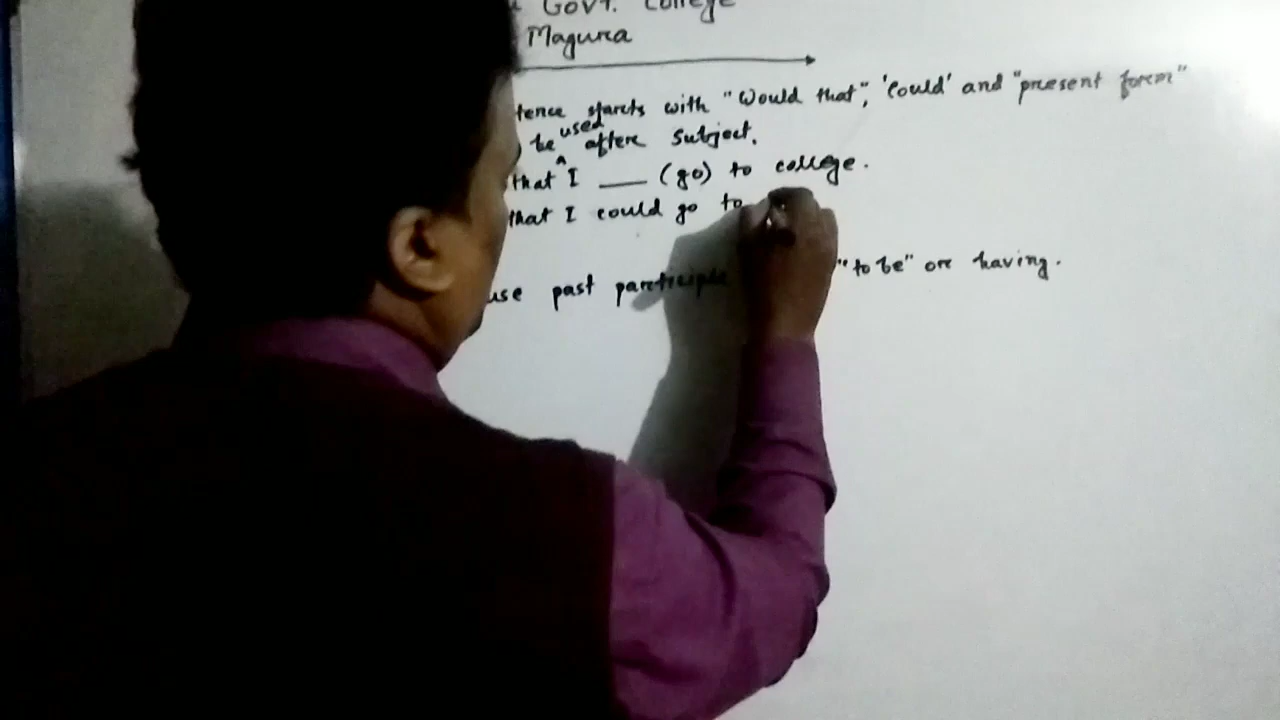 Govt. College
Magura
tence starts with "Would that", 'Could' and "present form"
be used after subject.
that I ___ (go) to college.
that I could go to
use past participle "to be" or having.